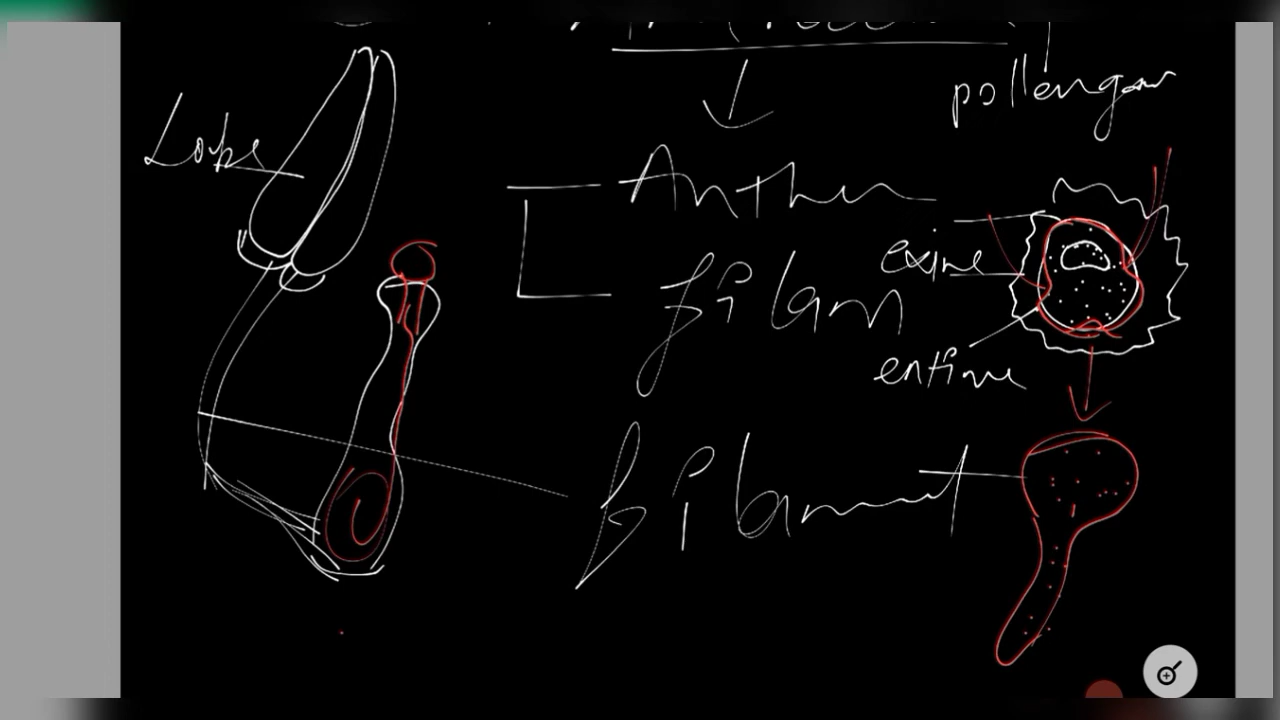 pollengar
Lobe
Anther
exine
filam
entine
filament